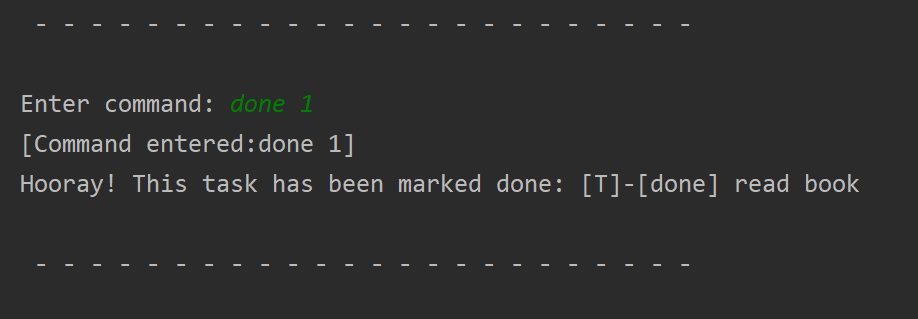 - - - - - - - - - - - - - - - - - - - - - - - -
Enter command: done 1
[Command entered:done 1]
Hooray! This task has been marked done: [T]-[done] read book
- - - - - - - - - - - - - - - - - - - - - - - -